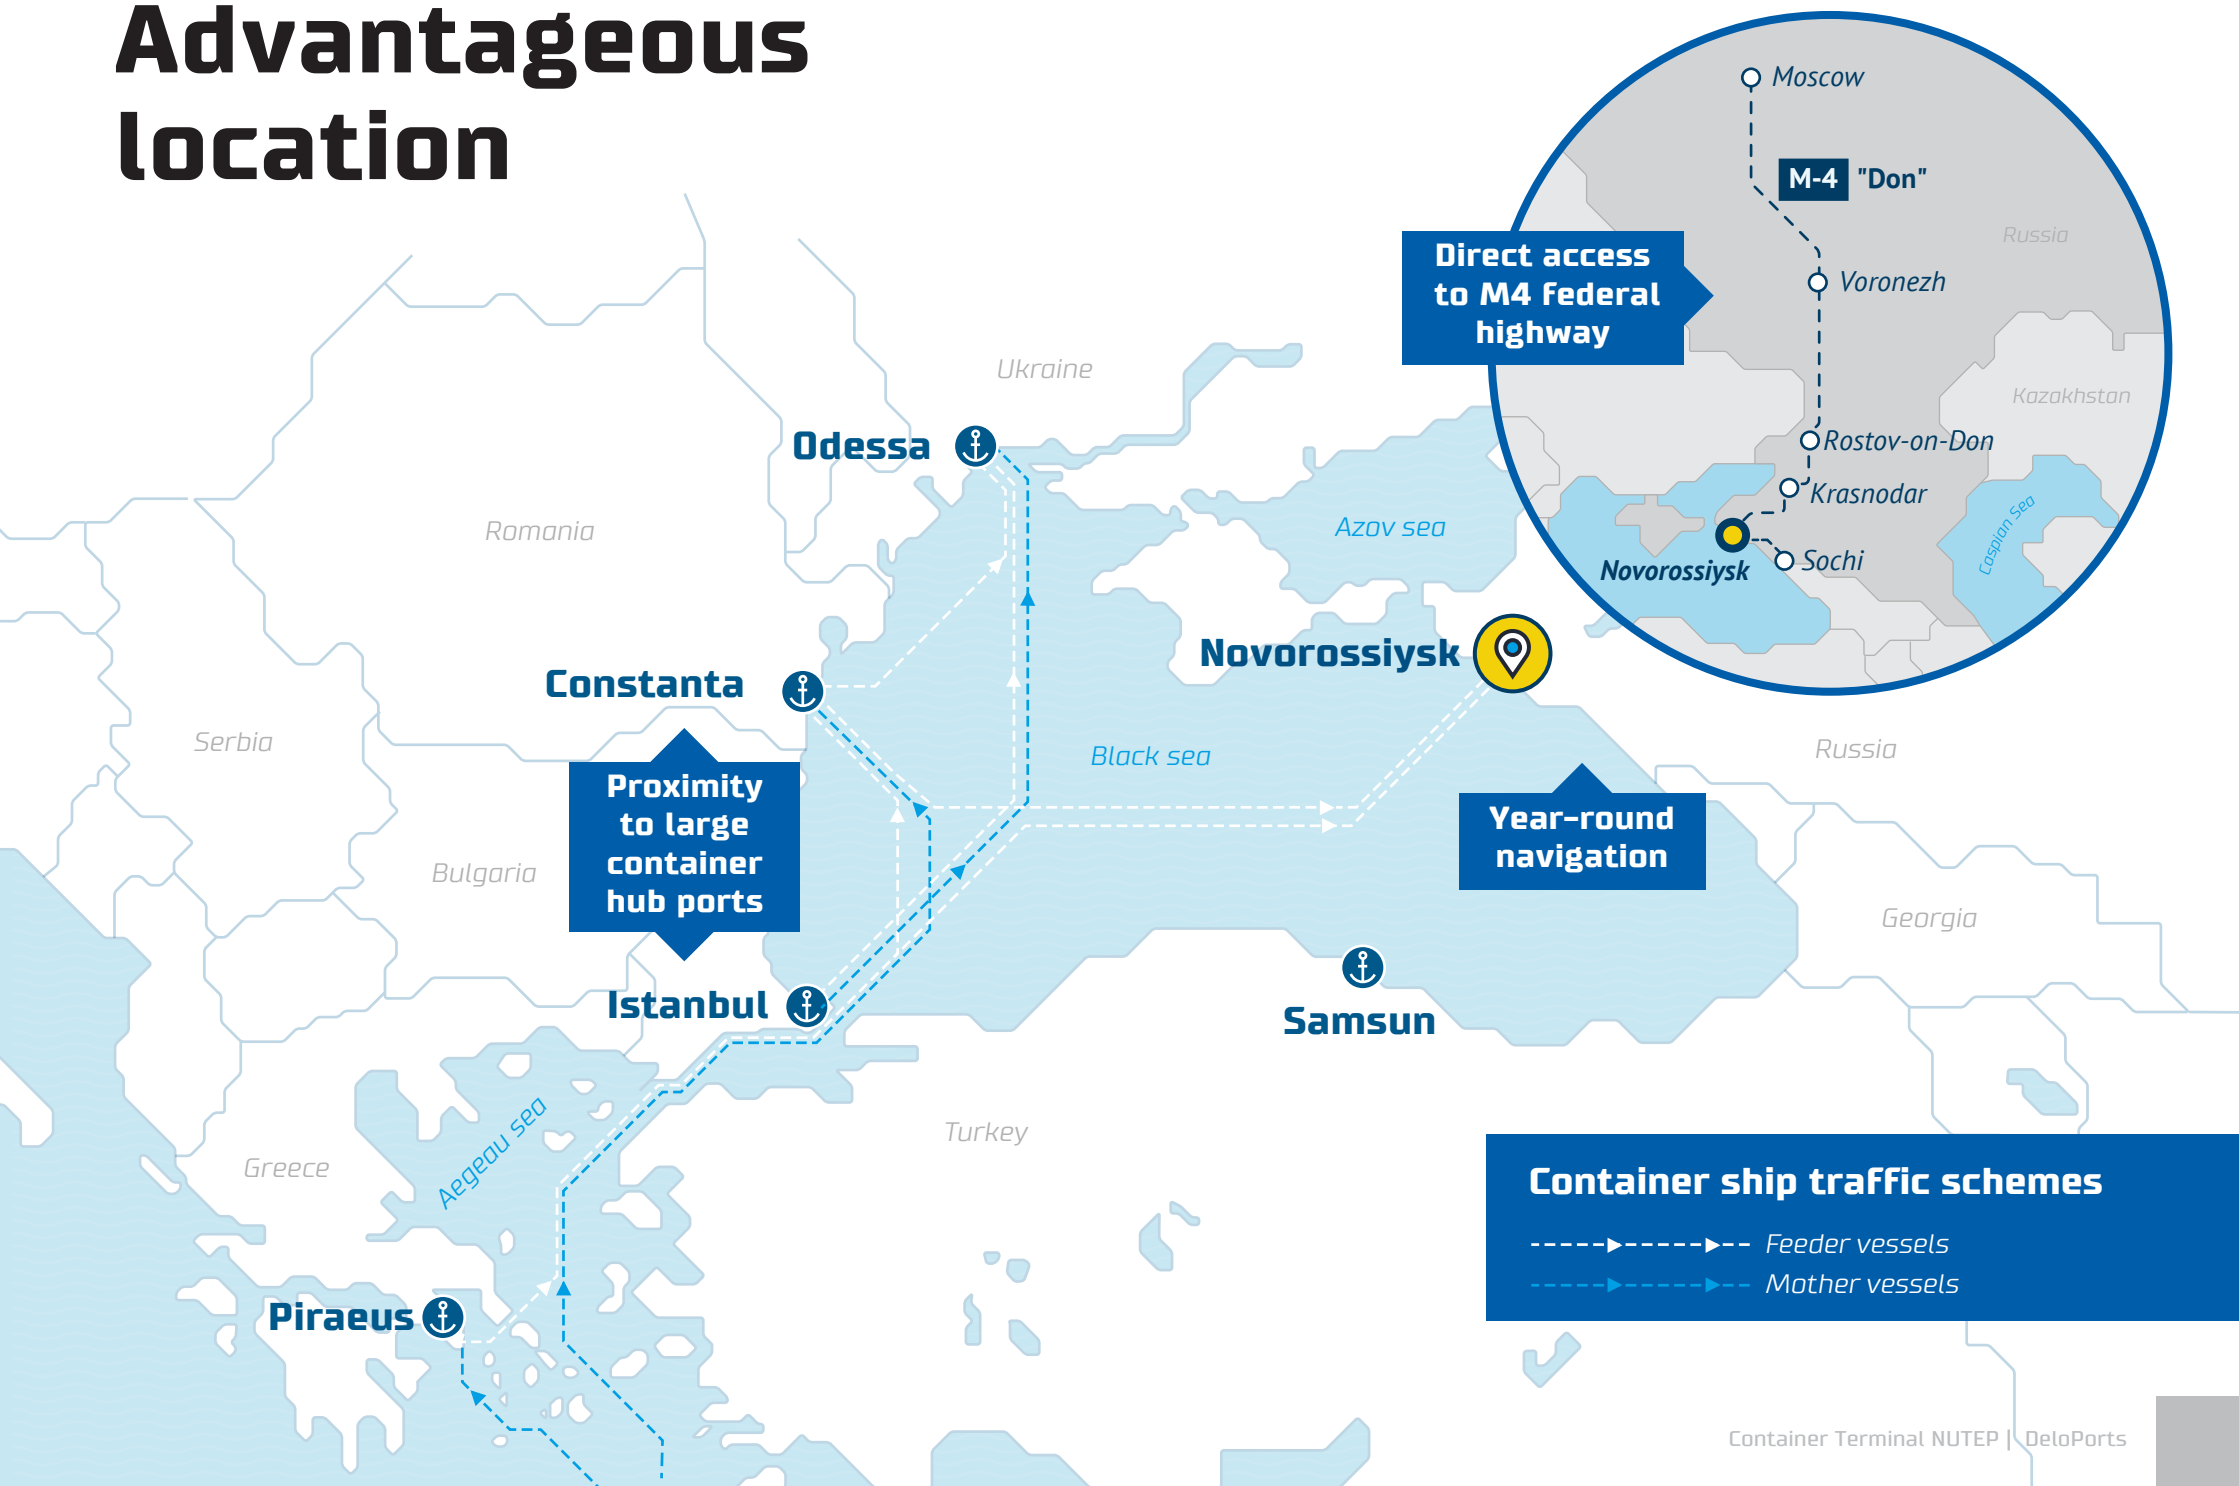 Advantageous
location
Moscow
M-4 "Don"
Russia
Voronezh
Direct access
to M4 Federal
highway
Kazakhstan
Rostov-on-Don
Krasnodar
Caspian Sea
Novorossiysk
Sochi
Ukraine
Odessa
Azov sea
Romania
Novorossiysk
Constanta
Serbia
Black sea
Russia
Proximity
to large
container
hub ports
Year-round
navigation
Bulgaria
Georgia
Istanbul
Samsun
Turkey
Aegeau sea
Greece
Container ship traffic schemes
Feeder vessels
Mother vessels
Piraeus
Container Terminal NUTEP | DeloPorts